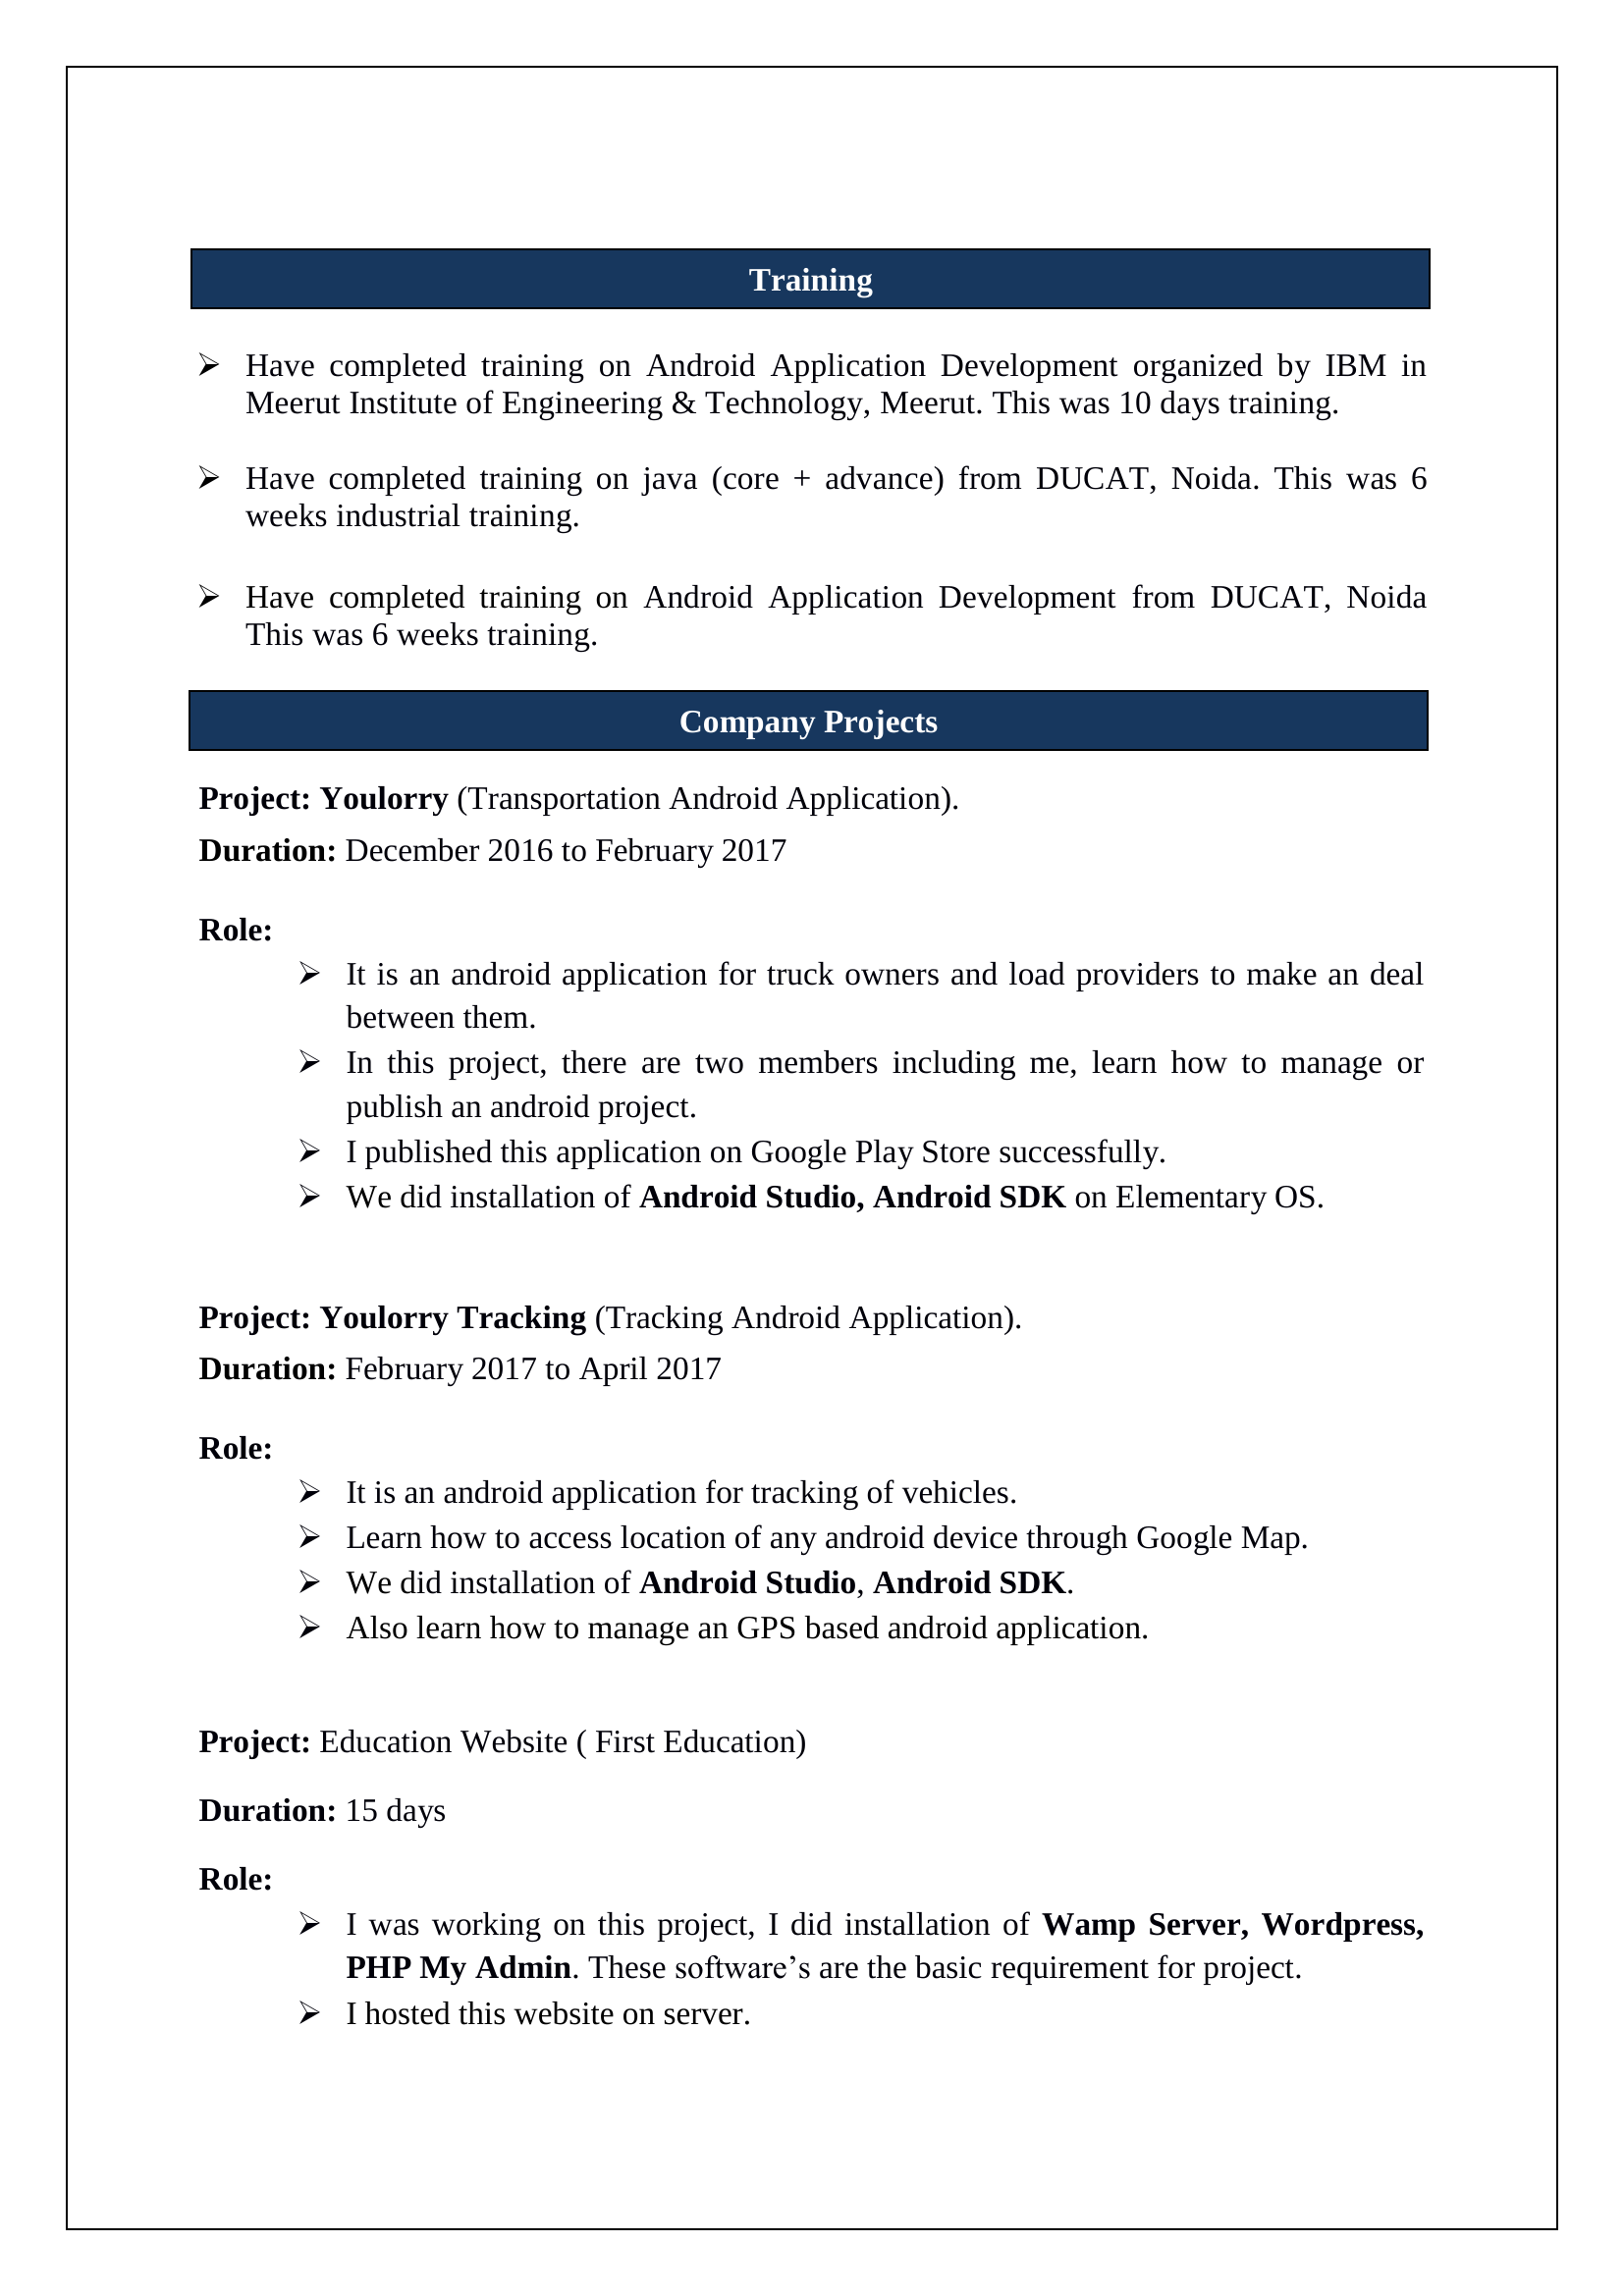 Training
➢ Have completed training on Android Application Development organized by IBM in
Meerut Institute of Engineering & Technology, Meerut. This was 10 days training.
➢ Have completed training on java (core + advance) from DUCAT, Noida. This was 6
weeks industrial training.
➢ Have completed training on Android Application Development from DUCAT, Noida
This was 6 weeks training.
Company Projects
Project: Youlorry (Transportation Android Application).
Duration: December 2016 to February 2017
Role:
➢ It is an android application for truck owners and load providers to make an deal
between them.
➢ In this project, there are two members including me, learn how to manage or
publish an android project.
➢ I published this application on Google Play Store successfully.
➢ We did installation of Android Studio, Android SDK on Elementary OS.
Project: Youlorry Tracking (Tracking Android Application).
Duration: February 2017 to April 2017
Role:
➢ It is an android application for tracking of vehicles.
➢ Learn how to access location of any android device through Google Map.
➢ We did installation of Android Studio, Android SDK.
➢ Also learn how to manage an GPS based android application.
Project: Education Website ( First Education)
Duration: 15 days
Role:
➢ I was working on this project, I did installation of Wamp Server, Wordpress,
PHP My Admin. These software’s are the basic requirement for project.
➢ I hosted this website on server.